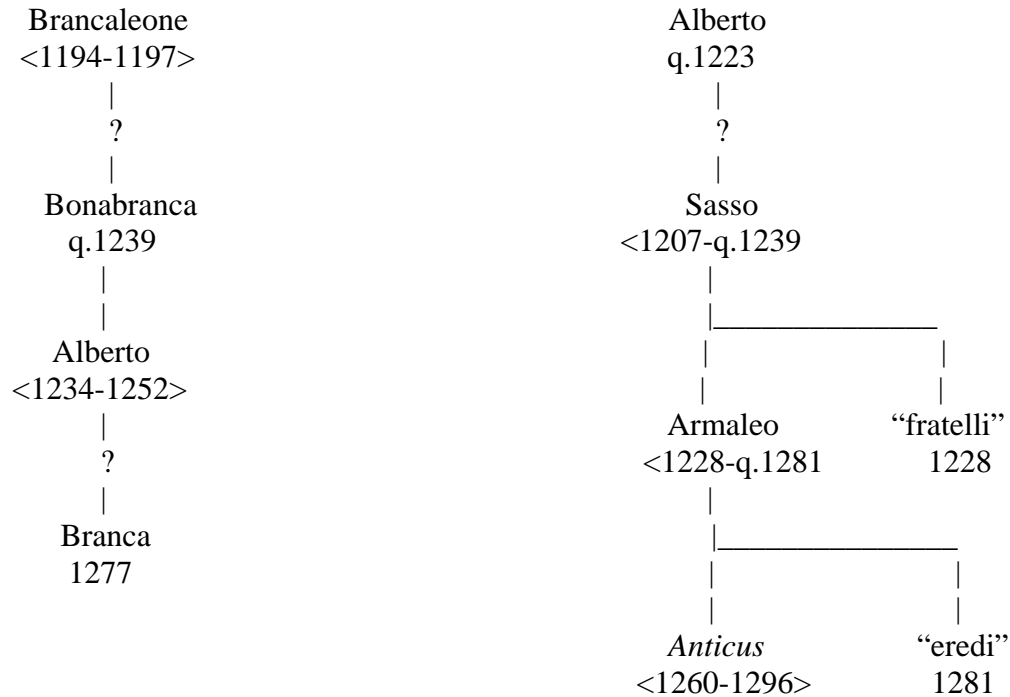 Brancaleone Alberto
<1194-1197> q.1223
? ?
Bonabranca Sasso
q.1239 <1207-q.1239
Alberto
<1234-1252>
Armaleo “fratelli”
? <1228-q.1281 1228
Branca
1277
Anticus “eredi”
<1260-1296> 1281